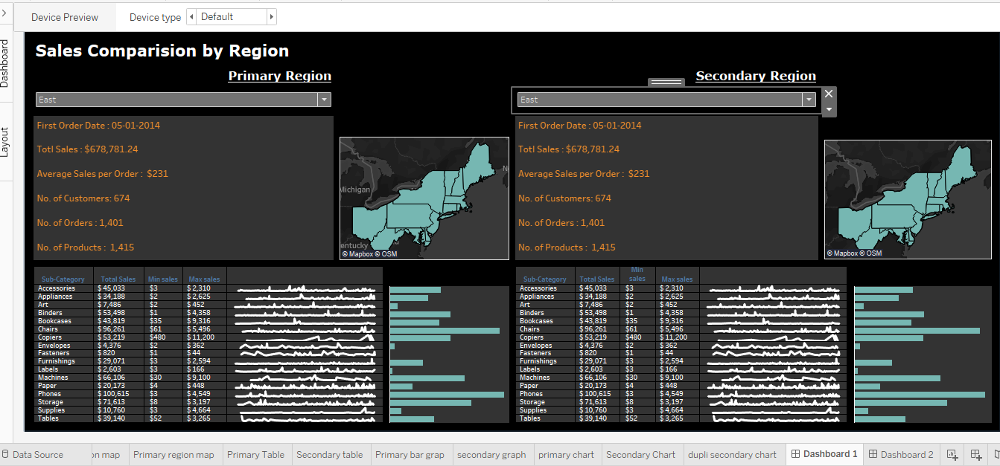 Device Preview
Device type
Default
Dashboard
Layout
Sales Comparision by Region
Primary Region
Secondary Region
East
East
First Order Date : 05-01-2014
Totl Sales : $678,781.24
Average Sales per Order : $231
No. of Customers: 674
No. of Orders : 1,401
No. of Products : 1,415
Michigan
N
entucky
© Mapbox © OSM
First Order Date : 05-01-2014
Totl Sales : $678,781.24
Average Sales per Order : $231
No. of Customers: 674
No. of Orders : 1,401
No. of Products : 1,415
© Mapbox © OSM
Sub-Category Total Sales Min sales Max sales
Accessories $ 45,033 $3 $ 2,310
Appliances $ 34,188 $2 $ 2,625
Art $ 7,486 $2 $ 452
Binders $ 53,498 $1 $ 4,358
Bookcases $ 43,819 $35 $ 9,316
Chairs $ 96,261 $61 $ 5,496
Copiers $ 53,219 $480 $ 11,200
Envelopes $ 4,376 $2 $ 362
Fasteners $ 820 $1 $ 44
Furnishings $ 29,071 $3 $ 2,594
Labels $ 2,603 $3 $ 166
Machines $ 66,106 $30 $ 9,100
Paper $ 20,173 $4 $ 448
Phones $ 100,615 $3 $ 4,549
Storage $ 71,613 $8 $ 3,197
Supplies $ 10,760 $3 $ 4,664
Tables $ 39,140 $52 $ 3,265
Sub-Category Total Sales Min sales Max sales
Accessories $ 45,033 $3 $ 2,310
Appliances $ 34,188 $2 $ 2,625
Art $ 7,486 $2 $ 452
Binders $ 53,498 $1 $ 4,358
Bookcases $ 43,819 $35 $ 9,316
Chairs $ 96,261 $61 $ 5,496
Copiers $ 53,219 $480 $ 11,200
Envelopes $ 4,376 $2 $ 362
Fasteners $ 820 $1 $ 44
Furnishings $ 29,071 $3 $ 2,594
Labels $ 2,603 $3 $ 166
Machines $ 66,106 $30 $ 9,100
Paper $ 20,173 $4 $ 448
Phones $ 100,615 $3 $ 4,549
Storage $ 71,613 $8 $ 3,197
Supplies $ 10,760 $3 $ 4,664
Tables $ 39,140 $52 $ 3,265
Data Source on map Primary region map Primary Table Secondary table Primary bar grap secondary graph primary chart Secondary Chart dupli secondary chart Dashboard 1 Dashboard 2